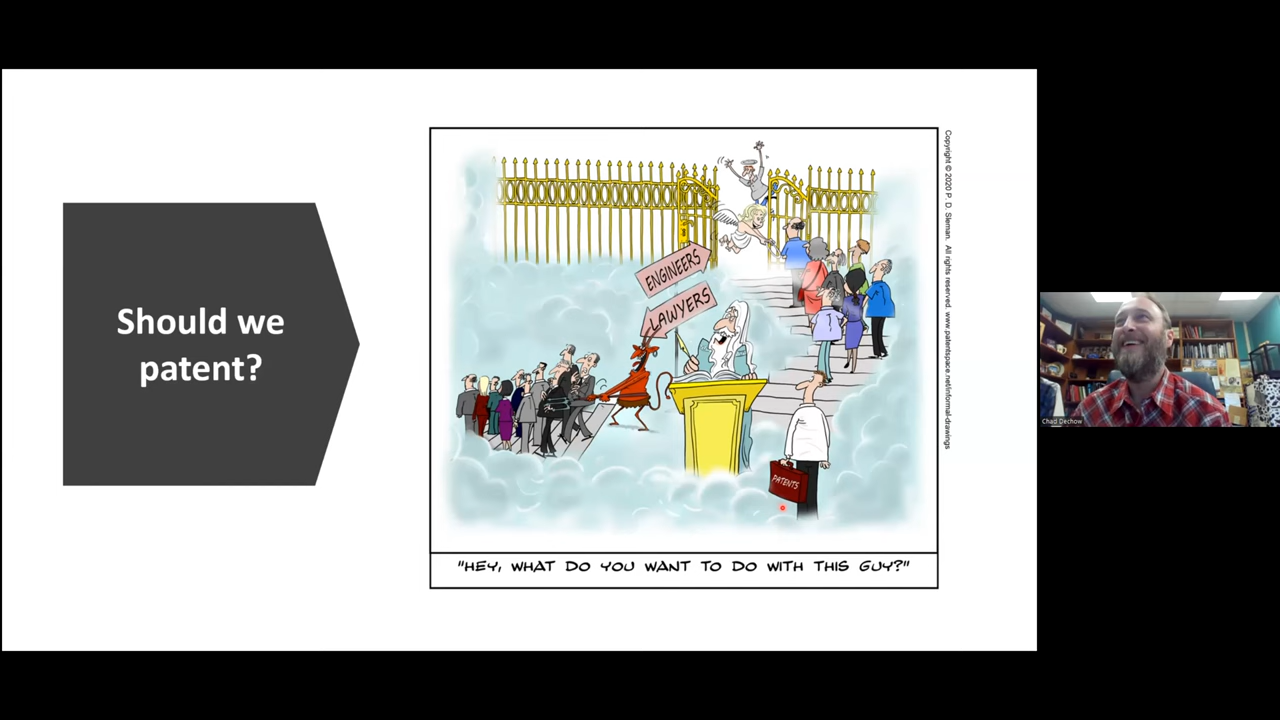 Should we
patent?
ENGINEERS
LAWYERS
PATENTS
"HEY, WHAT DO YOU WANT TO DO WITH THIS GUY?"
Copyright © 2020 P. D. Sleman. All rights reserved. www.patentspace.net/informal-drawings
Chad Dechow